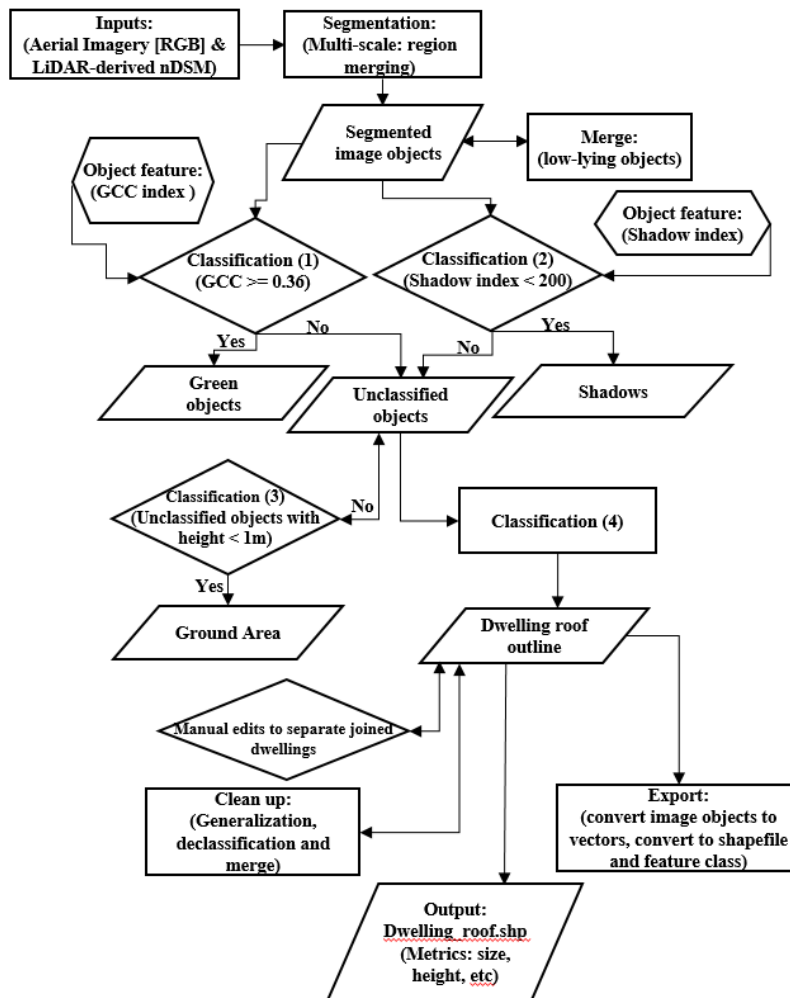 Inputs:
(Aerial Imagery [RGB] &
LiDAR-derived nDSM)
Segmentation:
(Multi-scale: region
merging)
Segmented
image objects
Merge:
(low-lying objects)
Object feature:
(GCC index )
Object feature:
(Shadow index)
Classification (1)
(GCC >= 0.36)
Classification (2)
(Shadow index < 200)
Yes
No
No
Yes
Green
objects
Unclassified
objects
Shadows
Classification (3)
(Unclassified objects with
height < 1m)
No
Classification (4)
Yes
Ground Area
Dwelling roof
outline
Manual edits to separate joined
dwellings
Clean up:
(Generalization,
declassification and
merge)
Export:
(convert image objects to
vectors, convert to shapefile
and feature class)
Output:
Dwelling_roof.shp
(Metrics: size,
height, etc)